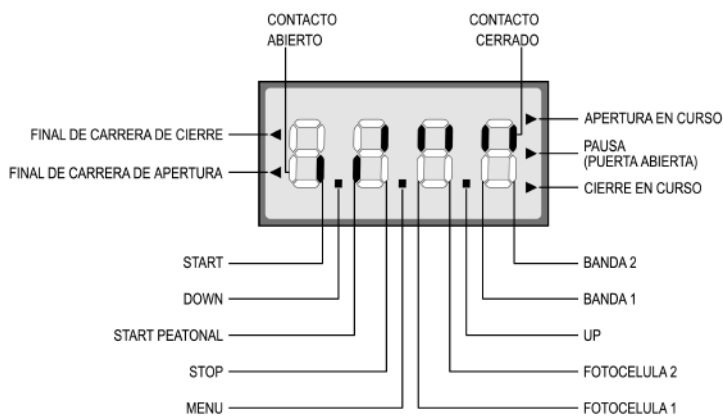 CONTACTO
ABIERTO
CONTACTO
CERRADO
FINAL DE CARRERA DE CIERRE
FINAL DE CARRERA DE APERTURA
APERTURA EN CURSO
PAUSA
(PUERTA ABIERTA)
CIERRE EN CURSO
START
DOWN
START PEATONAL
STOP
MENU
BANDA 2
BANDA 1
UP
FOTOCELULA 2
FOTOCELULA 1